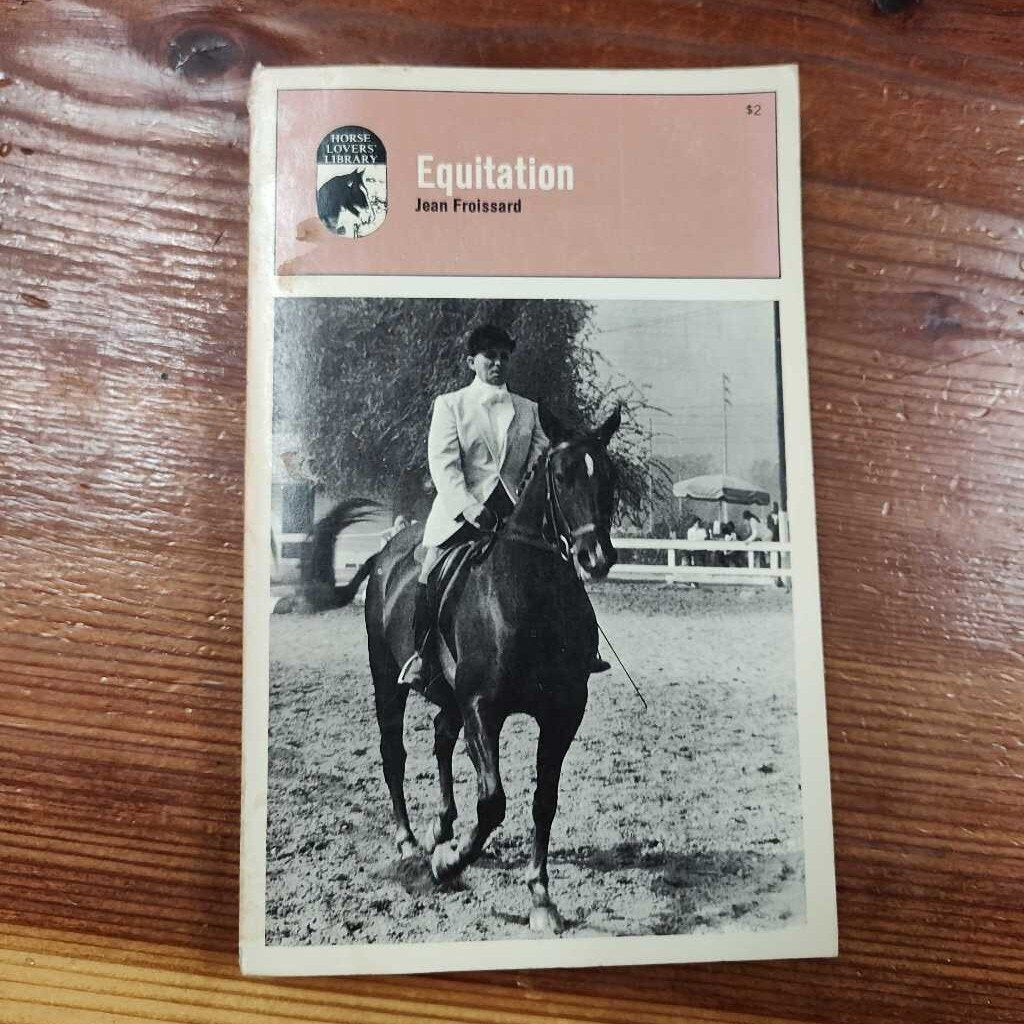 $2
HORSE
LOVERS'
LIBRARY
Equitation
Jean Froissard